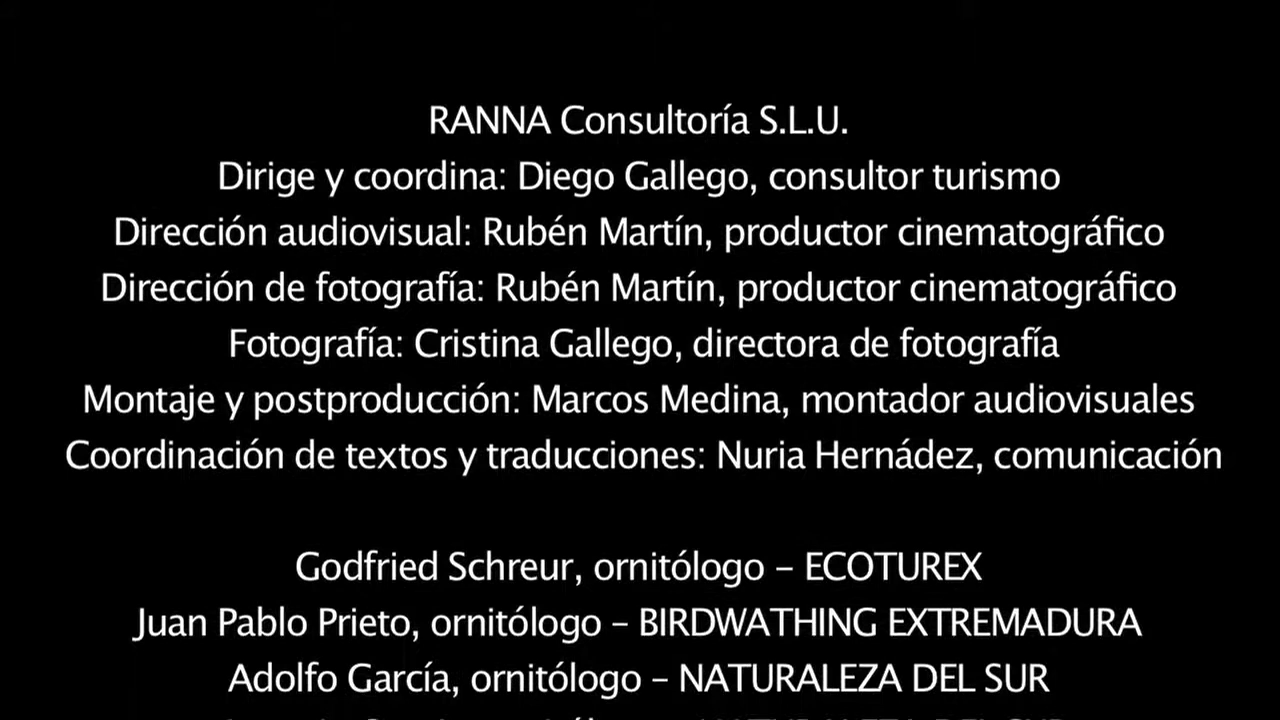 RANNA Consultoría S.L.U.
Dirige y coordina: Diego Gallego, consultor turismo
Dirección audiovisual: Rubén Martín, productor cinematográfico
Dirección de fotografía: Rubén Martín, productor cinematográfico
Fotografía: Cristina Gallego, directora de fotografía
Montaje y postproducción: Marcos Medina, montador audiovisuales
Coordinación de textos y traducciones: Nuria Hernádez, comunicación
Godfried Schreur, ornitólogo – ECOTUREX
Juan Pablo Prieto, ornitólogo – BIRDWATHING EXTREMADURA
Adolfo García, ornitólogo – NATURALEZA DEL SUR